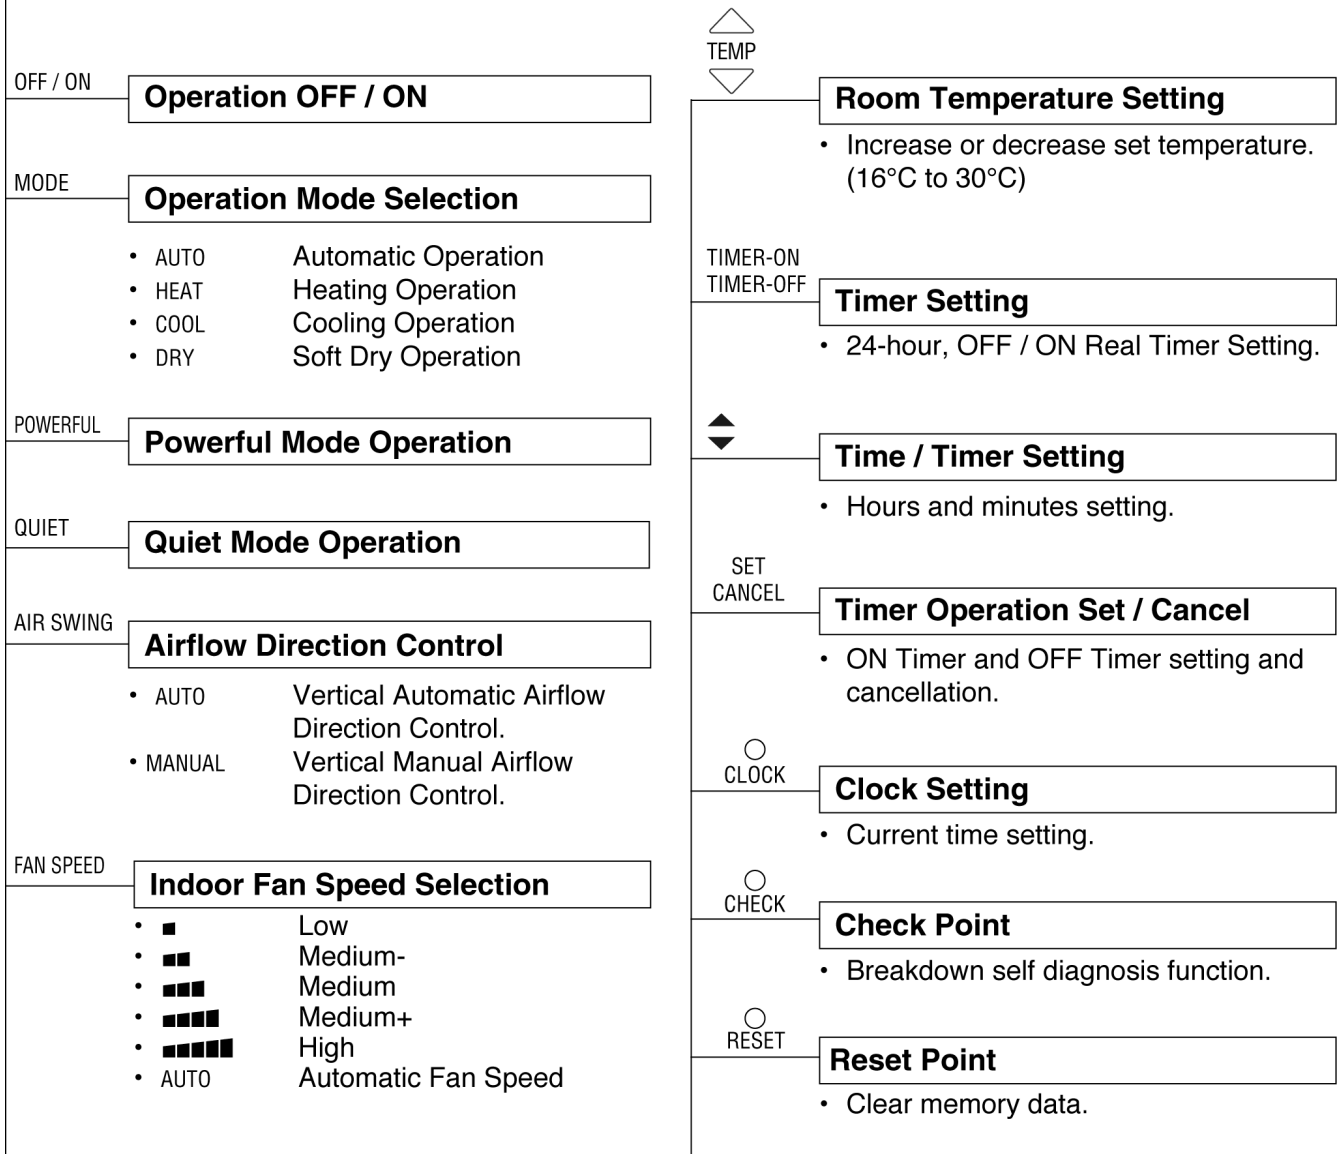 OFF / ON
Operation OFF / ON
MODE
Operation Mode Selection
• AUTO Automatic Operation
• HEAT Heating Operation
• COOL Cooling Operation
• DRY Soft Dry Operation
POWERFUL
Powerful Mode Operation
QUIET
Quiet Mode Operation
AIR SWING
Airflow Direction Control
• AUTO Vertical Automatic Airflow
Direction Control.
• MANUAL Vertical Manual Airflow
Direction Control.
FAN SPEED
Indoor Fan Speed Selection
• Low
• Medium-
• Medium
• Medium+
• High
• AUTO Automatic Fan Speed
TEMP
Room Temperature Setting
• Increase or decrease set temperature.
(16°C to 30°C)
TIMER-ON
TIMER-OFF
Timer Setting
• 24-hour, OFF / ON Real Timer Setting.
Time / Timer Setting
• Hours and minutes setting.
SET
CANCEL
Timer Operation Set / Cancel
• ON Timer and OFF Timer setting and
cancellation.
CLOCK
Clock Setting
• Current time setting.
CHECK
Check Point
• Breakdown self diagnosis function.
RESET
Reset Point
• Clear memory data.